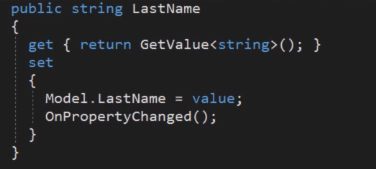 public string LastName
{
get { return GetValue<string>(); }
set
{
Model.LastName = value;
OnPropertyChanged();
}
}